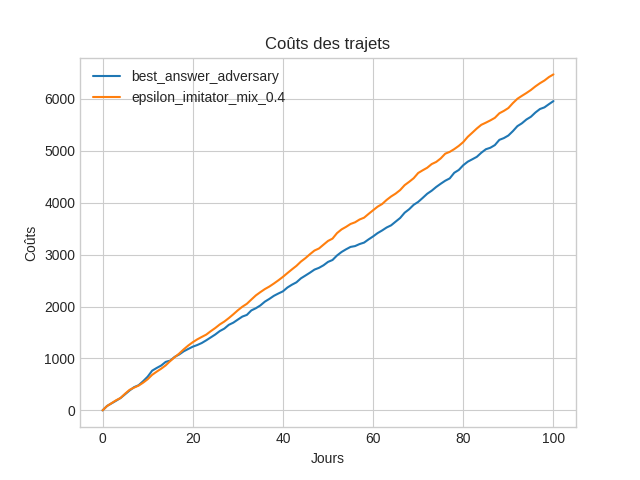 Coûts des trajets
best_answer_adversary
epsilon_imitator_mix_0.4
Coûts
6000
5000
4000
3000
2000
1000
0
0 20 40 60 80 100
Jours